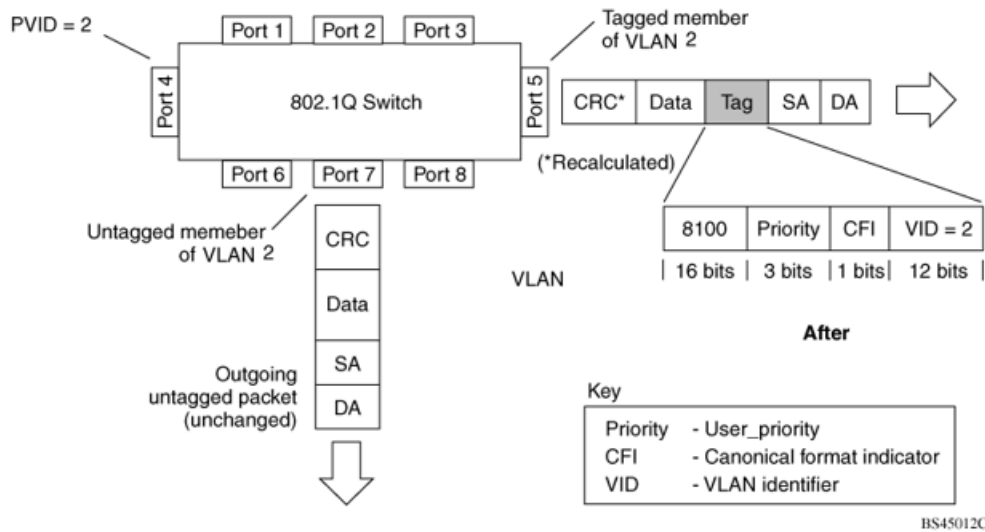 PVID = 2
Port 1
Port 2
Port 3
Tagged member
of VLAN 2
Port 4
802.1Q Switch
Port 5
CRC*
Data
Tag
SA
DA
(*Recalculated)
Port 6
Port 7
Port 8
Untagged memeber
of VLAN 2
CRC
Data
SA
DA
8100
Priority
CFI
VID = 2
16 bits
3 bits
1 bits
12 bits
VLAN
After
Outgoing
untagged packet
(unchanged)
Key
Priority - User_priority
CFI - Canonical format indicator
VID - VLAN identifier
BS45012C